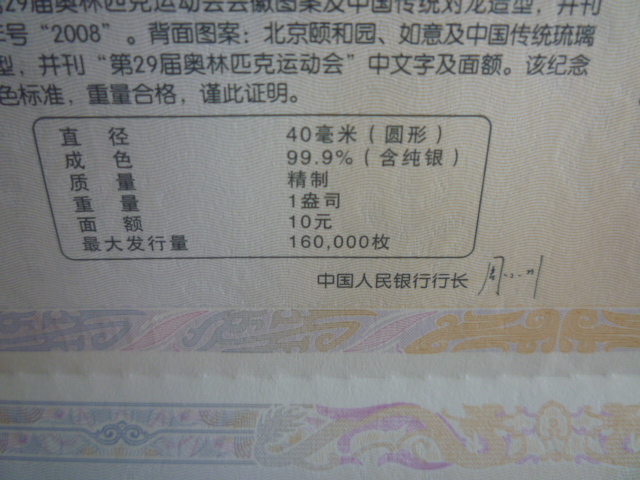 29届奥林匹克运动会会徽图案及中国传统对龙造型，并刊
年号“2008”。背面图案：北京颐和园、如意及中国传统琉璃
型，并刊“第29届奥林匹克运动会”中文字及面额。该纪念
色标准，重量合格，谨此证明。
直 径 40毫米（圆形）
成 色 99.9%（含纯银）
质 量 精制
重 量 1盎司
面 额 10元
最大发行量 160,000枚
中国人民银行行长